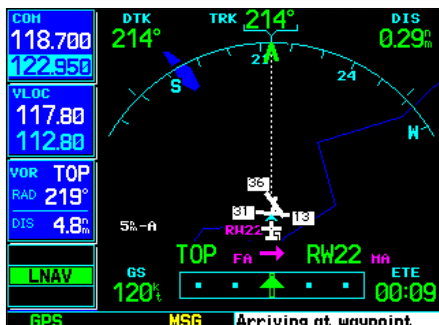 COM
118.700
122.950
VLOC
117.80
112.80
VOR TOP
RAD 219°
DIS 4.8nm
LNAV
GPS
DTK
214°
TRK 214°
DIS
0.29nm
S
21
24
W
36
31
13
RW22
5nm-A
TOP FA RW22 MA
GS
120kt
ETE
00:09
MSG
Arriving at waypoint